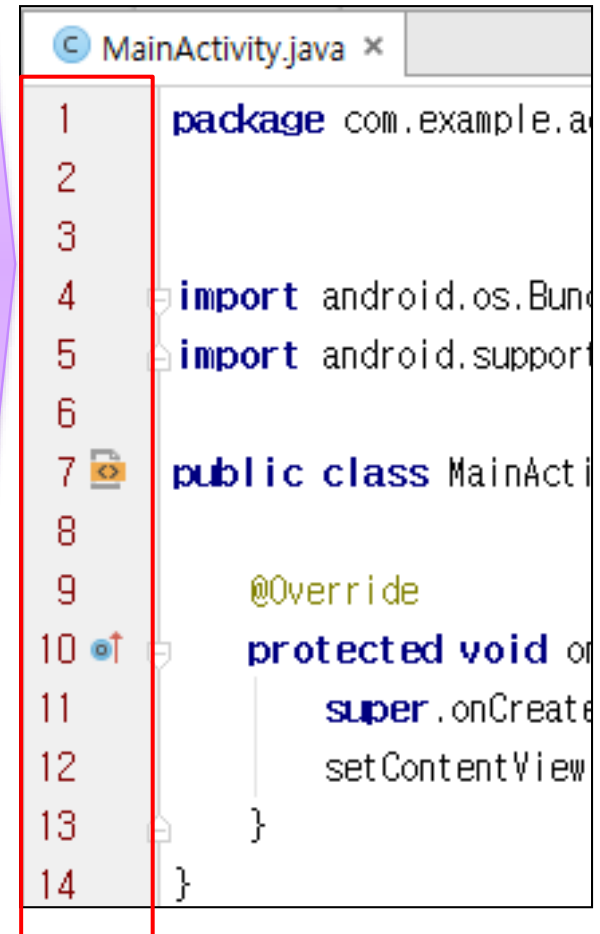 C MainActivity.java ×
1 package com.example.a
2
3
4 import android.os.Bun
5 import android.support
6
7 public class MainActi
8
9 @Override
10 protected void o
11 super.onCreate
12 setContentView
13 }
14 }